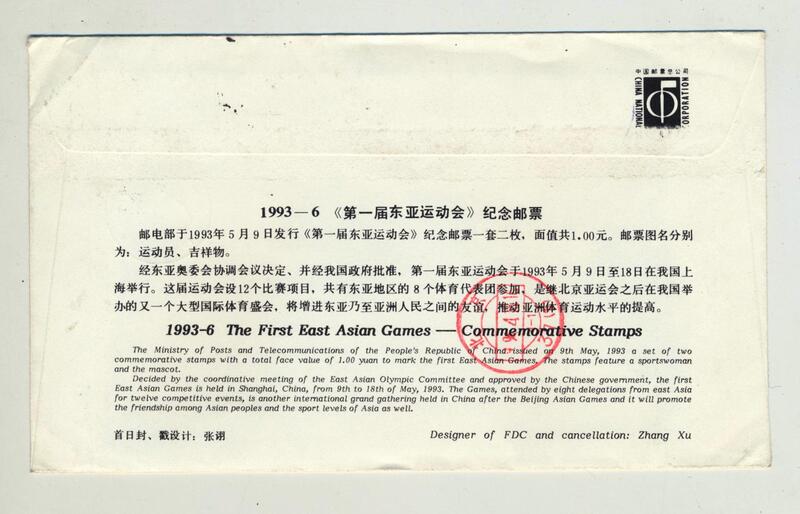 中国邮票总公司
CHINA NATIONAL
CORPORATION
1993—6 《第一届东亚运动会》纪念邮票
邮电部于1993年5月9日发行《第一届东亚运动会》纪念邮票一套二枚，面值共1.00元。邮票图名分别
为：运动员、吉祥物。
经东亚奥委会协调会议决定、并经我国政府批准，第一届东亚运动会于1993年5月9日至18日在我国上
海举行。这届运动会设12个比赛项目，共有东亚地区的8个体育代表团参加，是继北京亚运会之后在我国举
办的又一个大型国际体育盛会，将增进东亚乃至亚洲人民之间的友谊，推动亚洲体育运动水平的提高。
1993-6 The First East Asian Games — Commemorative Stamps
The Ministry of Posts and Telecommunications of the People's Republic of China issued on 9th May, 1993 a set of two
commemorative stamps with a total face value of 1.00 yuan to mark the first East Asian Games. The stamps feature a sportswoman
and the mascot.
Decided by the coordinative meeting of the East Asian Olympic Committee and approved by the Chinese government, the first
East Asian Games is held in Shanghai, China, from 9th to 18th of May, 1993. The Games, attended by eight delegations from east Asia
for twelve competitive events, is another international grand gathering held in China after the Beijing Asian Games and it will promote
the friendship among Asian peoples and the sport levels of Asia as well.
首日封、戳设计：张诩
Designer of FDC and cancellation: Zhang Xu
北京